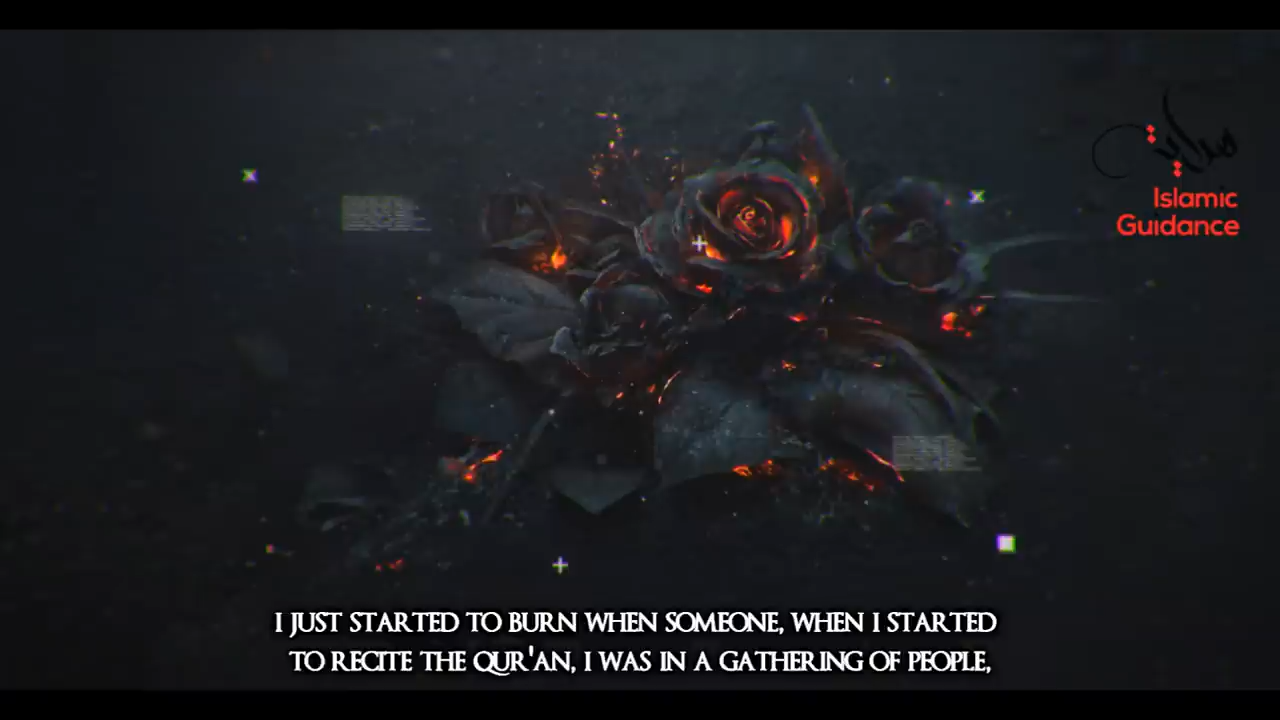 هداية
Islamic
Guidance
I JUST STARTED TO BURN WHEN SOMEONE, WHEN I STARTED
TO RECITE THE QUR'AN, I WAS IN A GATHERING OF PEOPLE,